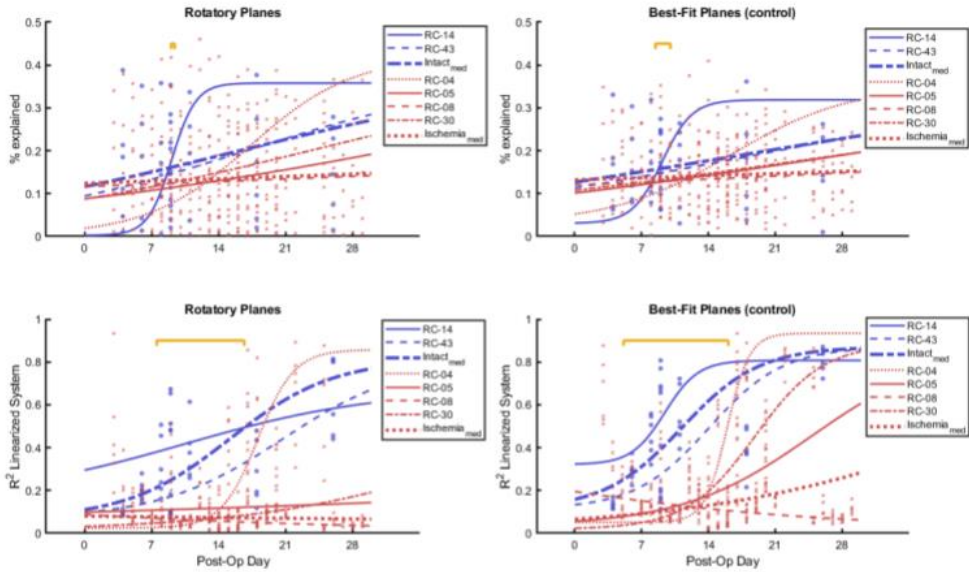 Rotatory Planes
% explained
0.5
0.4
0.3
0.2
0.1
0
0 7 14 21 28
RC-14
RC-43
Intact med
RC-04
RC-05
RC-08
RC-30
Ischemia med
Best-Fit Planes (control)
% explained
0.5
0.4
0.3
0.2
0.1
0
0 7 14 21 28
RC-14
RC-43
Intact med
RC-04
RC-05
RC-08
RC-30
Ischemia med
Rotatory Planes
R² Linearized System
1
0.8
0.6
0.4
0.2
0
0 7 14 21 28
Post-Op Day
RC-14
RC-43
Intact med
RC-04
RC-05
RC-08
RC-30
Ischemia med
Best-Fit Planes (control)
R² Linearized System
1
0.8
0.6
0.4
0.2
0
0 7 14 21 28
Post-Op Day
RC-14
RC-43
Intact med
RC-04
RC-05
RC-08
RC-30
Ischemia med